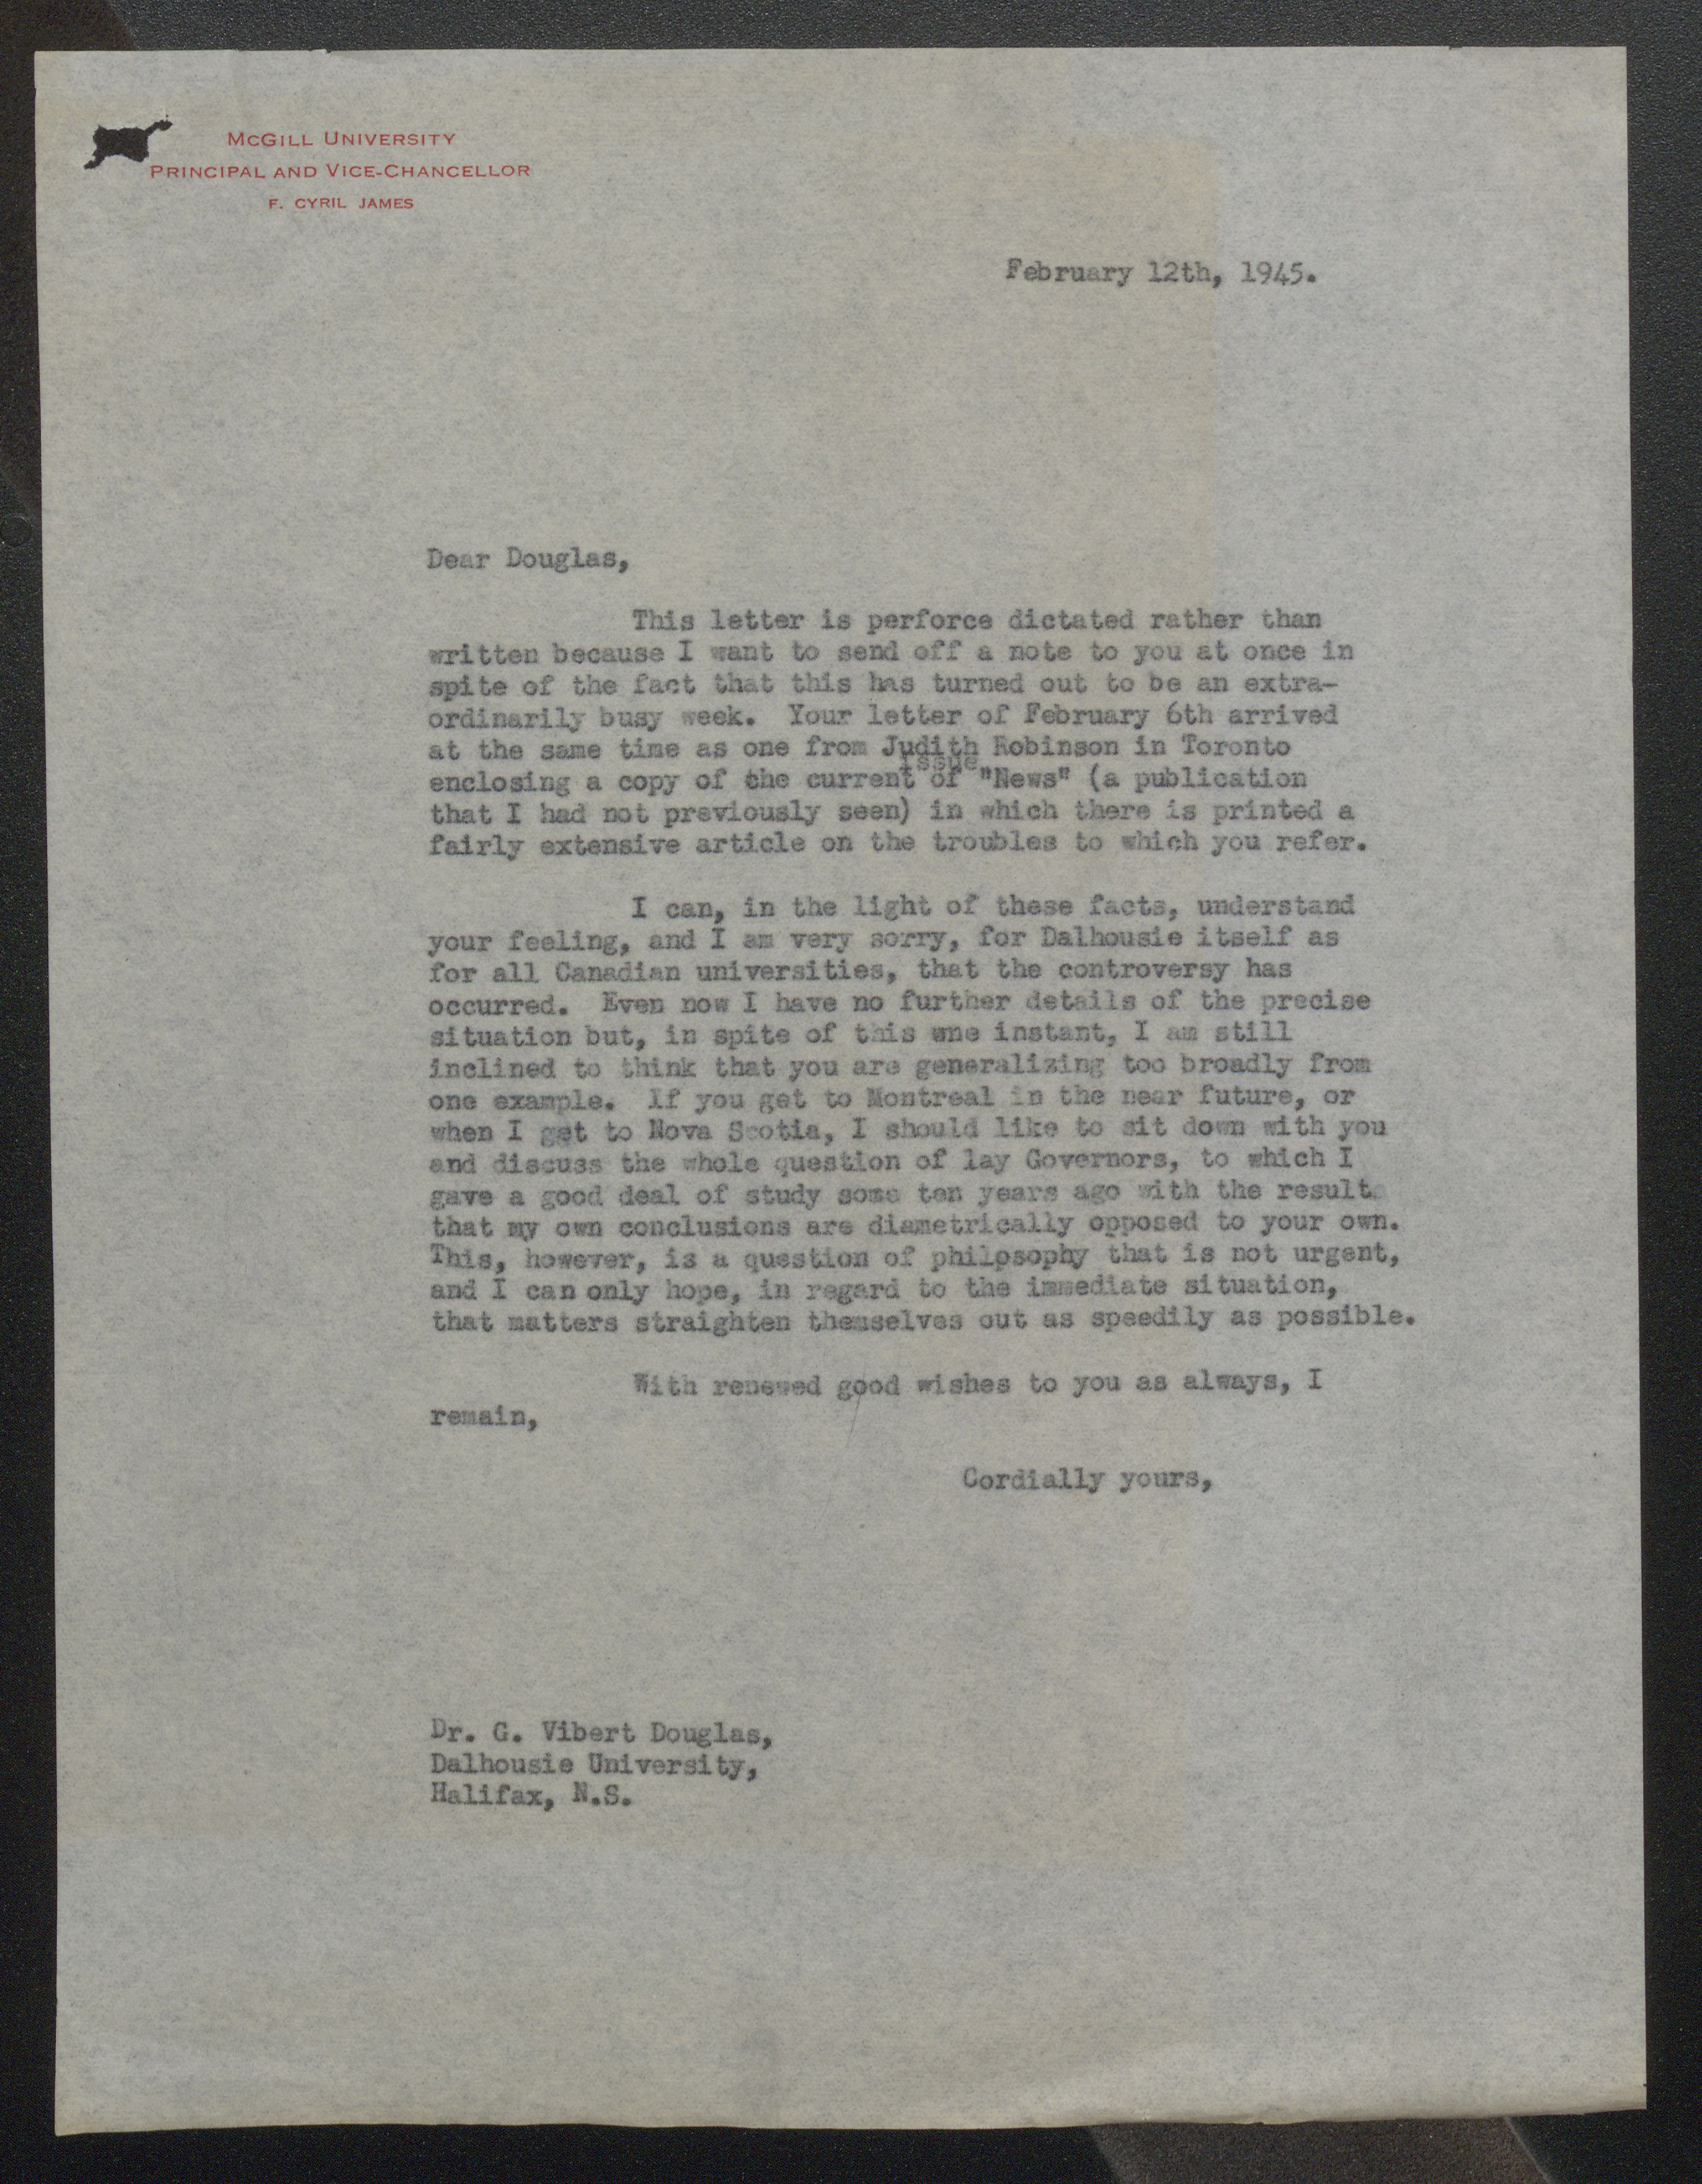 McGill University
Principal and Vice-Chancellor
F. Cyril James
February 12th, 1945.
Dear Douglas,
This letter is perforce dictated rather than
written because I want to send off a note to you at once in
spite of the fact that this has turned out to be an extra-
ordinarily busy week. Your letter of February 6th arrived
at the same time as one from Judith Robinson in Toronto
issue
enclosing a copy of the current of "News" (a publication
that I had not previously seen) in which there is printed a
fairly extensive article on the troubles to which you refer.
I can, in the light of these facts, understand
your feeling, and I am very sorry, for Dalhousie itself as
for all Canadian universities, that the controversy has
occurred. Even now I have no further details of the precise
situation but, in spite of this one instant, I am still
inclined to think that you are generalizing too broadly from
one example. If you get to Montreal in the near future, or
when I get to Nova Scotia, I should like to sit down with you
and discuss the whole question of lay Governors, to which I
gave a good deal of study some ten years ago with the result
that my own conclusions are diametrically opposed to your own.
This, however, is a question of philosophy that is not urgent,
and I can only hope, in regard to the immediate situation,
that matters straighten themselves out as speedily as possible.
With renewed good wishes to you as always, I
remain,
Cordially yours,
Dr. G. Vibert Douglas,
Dalhousie University,
Halifax, N.S.